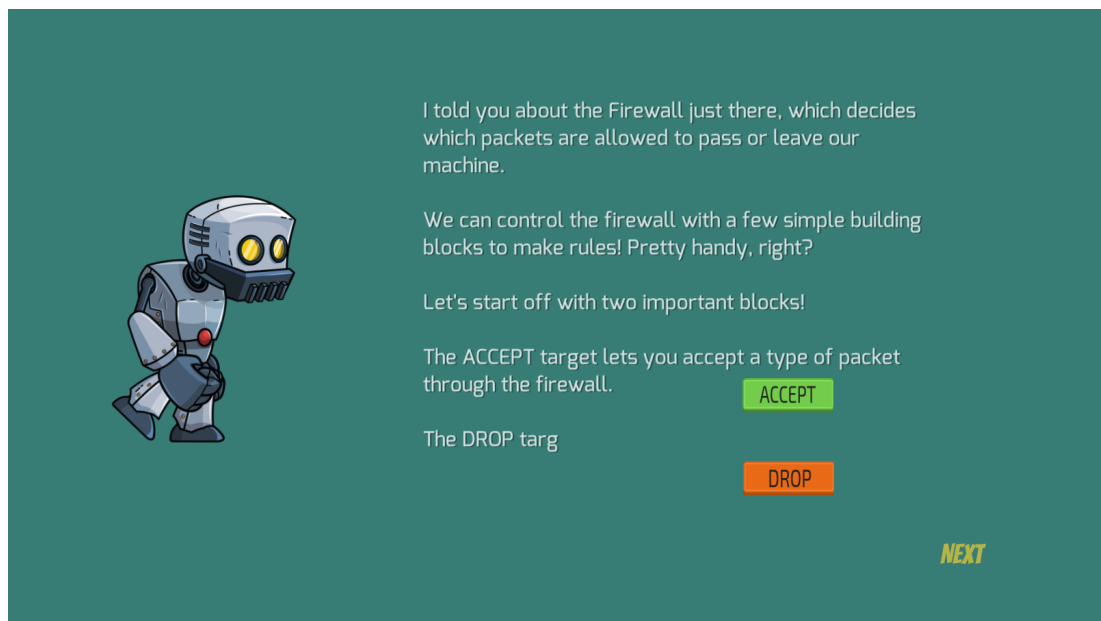 I told you about the Firewall just there, which decides
which packets are allowed to pass or leave our
machine.
We can control the firewall with a few simple building
blocks to make rules! Pretty handy, right?
Let's start off with two important blocks!
The ACCEPT target lets you accept a type of packet
through the firewall.
ACCEPT
The DROP targ
DROP
NEXT